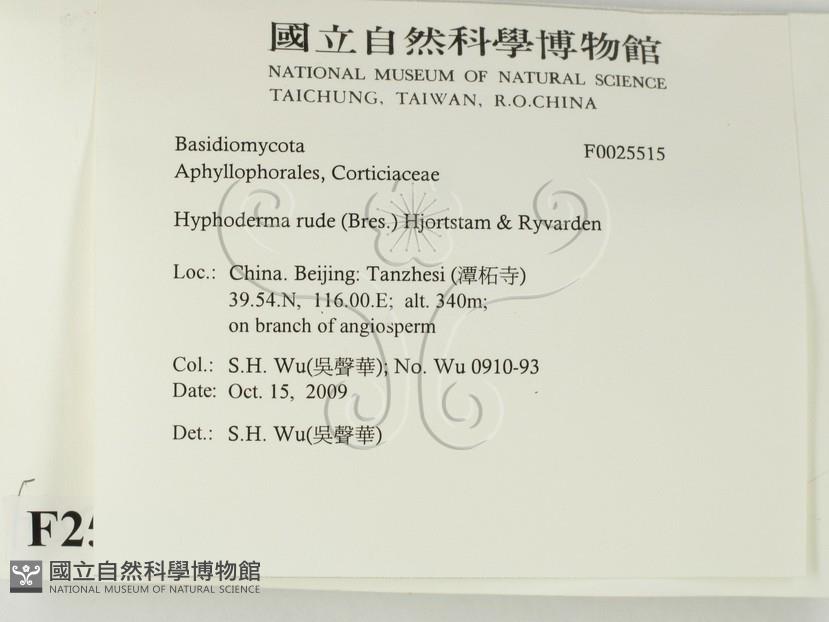 國立自然科學博物館
NATIONAL MUSEUM OF NATURAL SCIENCE
TAICHUNG, TAIWAN, R.O.CHINA
Basidiomycota
F0025515
Aphyllophorales, Corticiaceae
Hyphoderma rude (Bres.) Hjortstam & Ryvarden
Loc.: China. Beijing: Tanzhesi (潭柘寺)
39.54.N, 116.00.E; alt. 340m;
on branch of angiosperm
Col.: S.H. Wu(吳聲華); No. Wu 0910-93
Date: Oct. 15, 2009
Det.: S.H. Wu(吳聲華)
F25
國立自然科學博物館
NATIONAL MUSEUM OF NATURAL SCIENCE